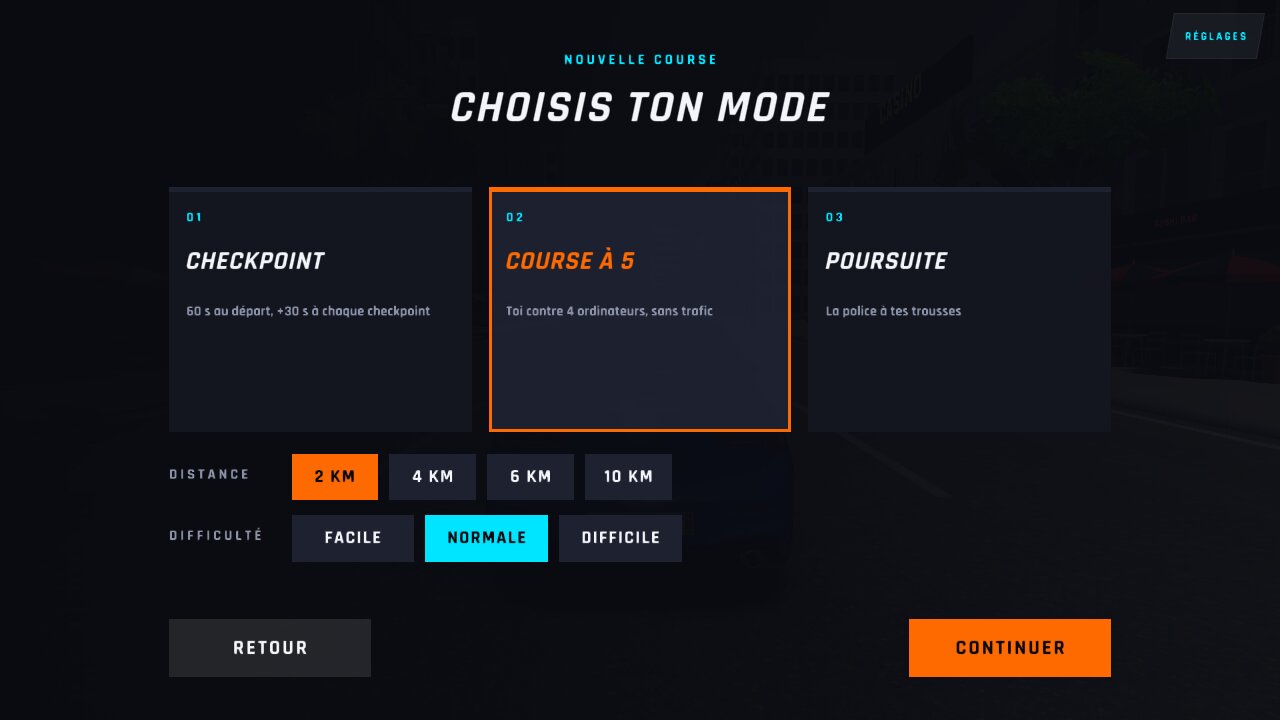 RÉGLAGES
NOUVELLE COURSE
CHOISIS TON MODE
01
CHECKPOINT
60 s au départ, +30 s à chaque checkpoint
02
COURSE À 5
Toi contre 4 ordinateurs, sans trafic
03
POURSUITE
La police à tes trousses
DISTANCE
2 KM
4 KM
6 KM
10 KM
DIFFICULTÉ
FACILE
NORMALE
DIFFICILE
RETOUR
CONTINUER
CASINO